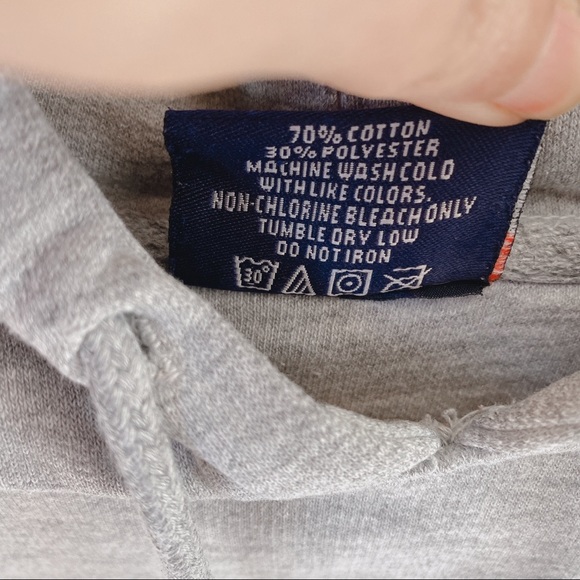 70% COTTON
30% POLYESTER
MACHINE WASH COLD
WITH LIKE COLORS.
NON-CHLORINE BLEACH ONLY
TUMBLE DRY LOW
DO NOT IRON
30°